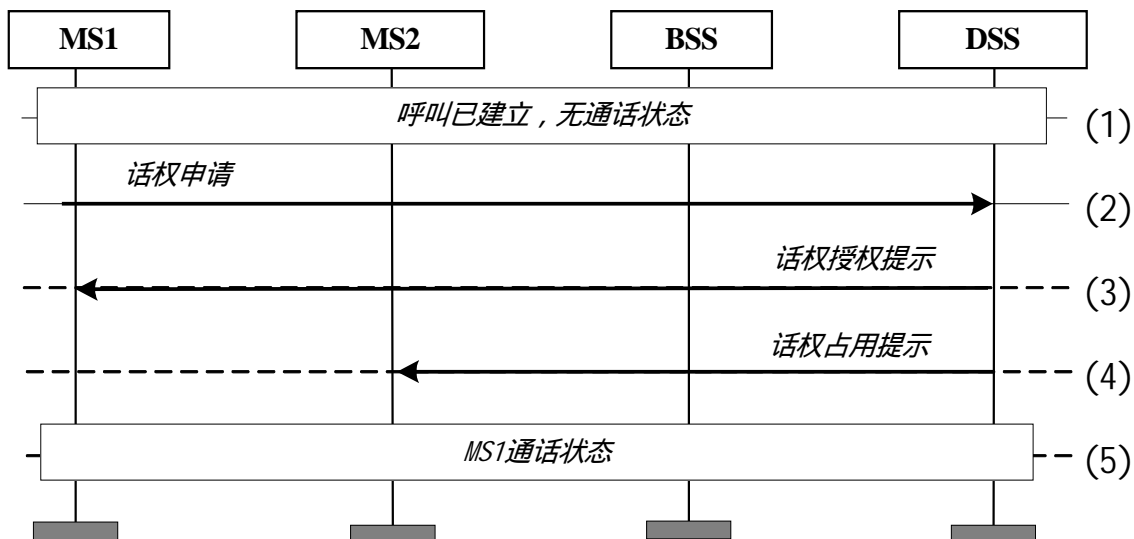 MS1
MS2
BSS
DSS
呼叫已建立，无通话状态
(1)
话权申请
(2)
话权授权提示
(3)
话权占用提示
(4)
MS1通话状态
(5)